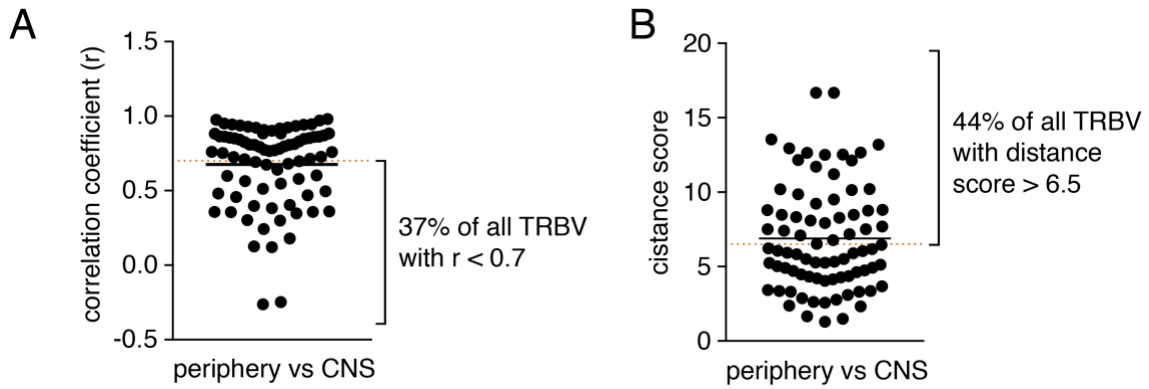 A
correlation coefficient (r)
1.5
1.0
0.5
0.0
-0.5
periphery vs CNS
37% of all TRBV
with r < 0.7
B
cistance score
20
15
10
5
0
periphery vs CNS
44% of all TRBV
with distance
score > 6.5